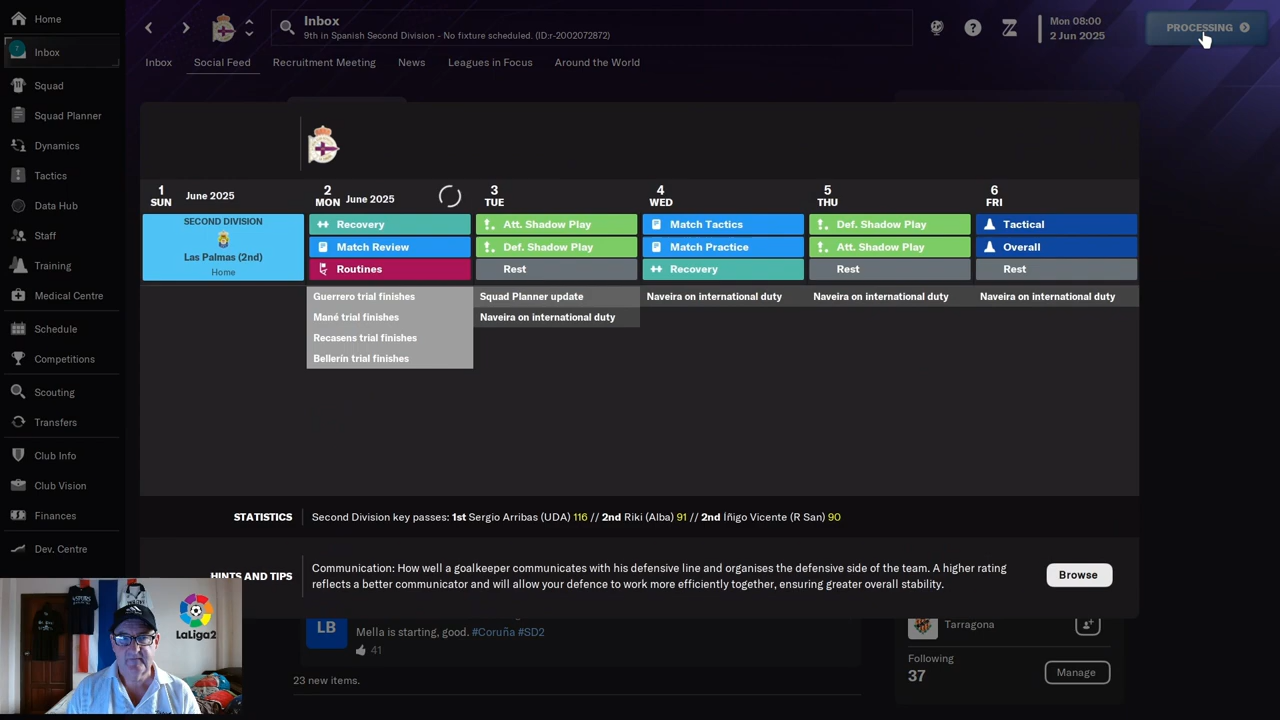 Home
Inbox
9th in Spanish Second Division - No fixture scheduled. (ID:r-2002072872)
Mon 08:00
2 Jun 2025
PROCESSING
7
Inbox
Inbox
Social Feed
Recruitment Meeting
News
Leagues in Focus
Around the World
Squad
Squad Planner
Dynamics
Tactics
Data Hub
Staff
Training
Medical Centre
Schedule
Competitions
Scouting
Transfers
Club Info
Club Vision
Finances
Dev. Centre
1
SUN
June 2025
2
MON
June 2025
3
TUE
4
WED
5
THU
6
FRI
SECOND DIVISION
Las Palmas (2nd)
Home
Recovery
Match Review
Routines
Att. Shadow Play
Def. Shadow Play
Rest
Match Tactics
Match Practice
Recovery
Def. Shadow Play
Att. Shadow Play
Rest
Tactical
Overall
Rest
Guerrero trial finishes
Mané trial finishes
Recasens trial finishes
Bellerín trial finishes
Squad Planner update
Naveira on international duty
Naveira on international duty
Naveira on international duty
Naveira on international duty
STATISTICS
Second Division key passes: 1st Sergio Arribas (UDA) 116 // 2nd Riki (Alba) 91 // 2nd Íñigo Vicente (R San) 90
HINTS AND TIPS
Communication: How well a goalkeeper communicates with his defensive line and organises the defensive side of the team. A higher rating
reflects a better communicator and will allow your defence to work more efficiently together, ensuring greater overall stability.
Browse
LB
Mella is starting, good. #Coruña #SD2
41
23 new items.
Tarragona
Following
37
Manage
LaLiga2